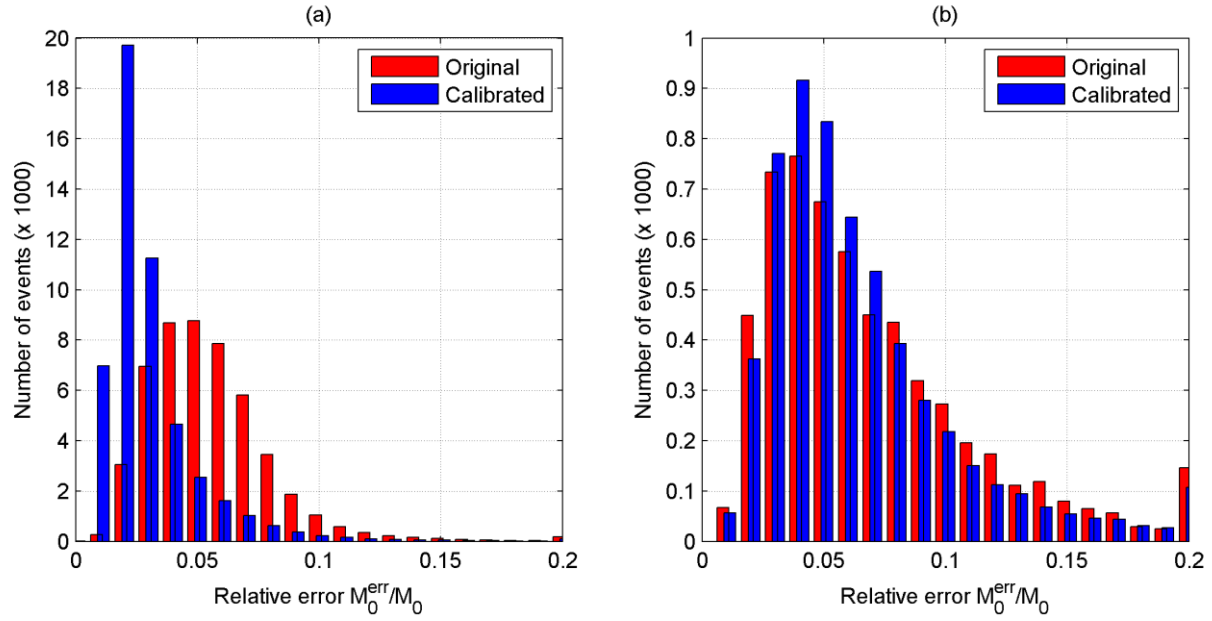 (a)
Number of events (x 1000)
20
18
16
14
12
10
8
6
4
2
0
Original
Calibrated
0 0.05 0.1 0.15 0.2
Relative error M₀ᵉʳʳ/M₀
(b)
Number of events (x 1000)
1
0.9
0.8
0.7
0.6
0.5
0.4
0.3
0.2
0.1
0
Original
Calibrated
0 0.05 0.1 0.15 0.2
Relative error M₀ᵉʳʳ/M₀